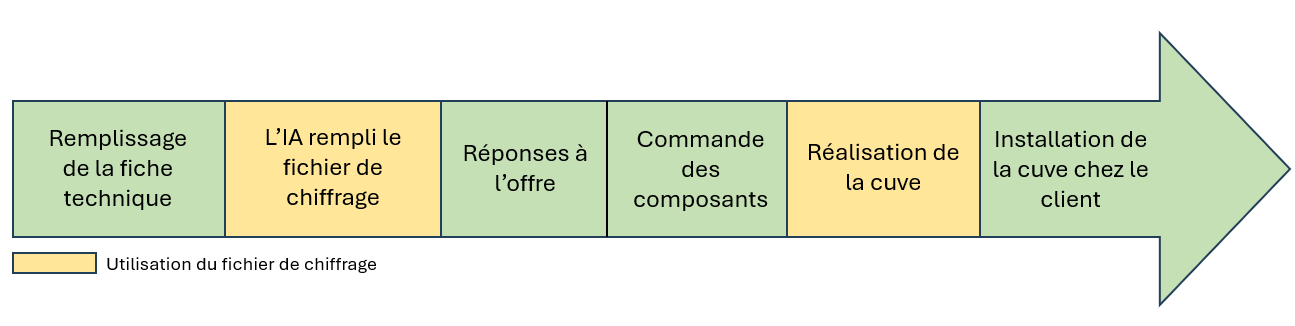 Remplissage
de la fiche
technique
L’IA rempli le
fichier de
chiffrage
Réponses à
l’offre
Commande
des
composants
Réalisation de
la cuve
Installation de
la cuve chez le
client
Utilisation du fichier de chiffrage